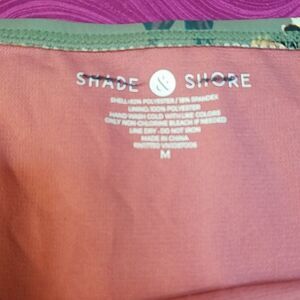 SHADE & SHORE
SHELL: 82% POLYESTER / 18% SPANDEX
LINING: 100% POLYESTER
HAND WASH COLD WITH LIKE COLORS
ONLY NON-CHLORINE BLEACH IF NEEDED
LINE DRY - DO NOT IRON
MADE IN CHINA
M